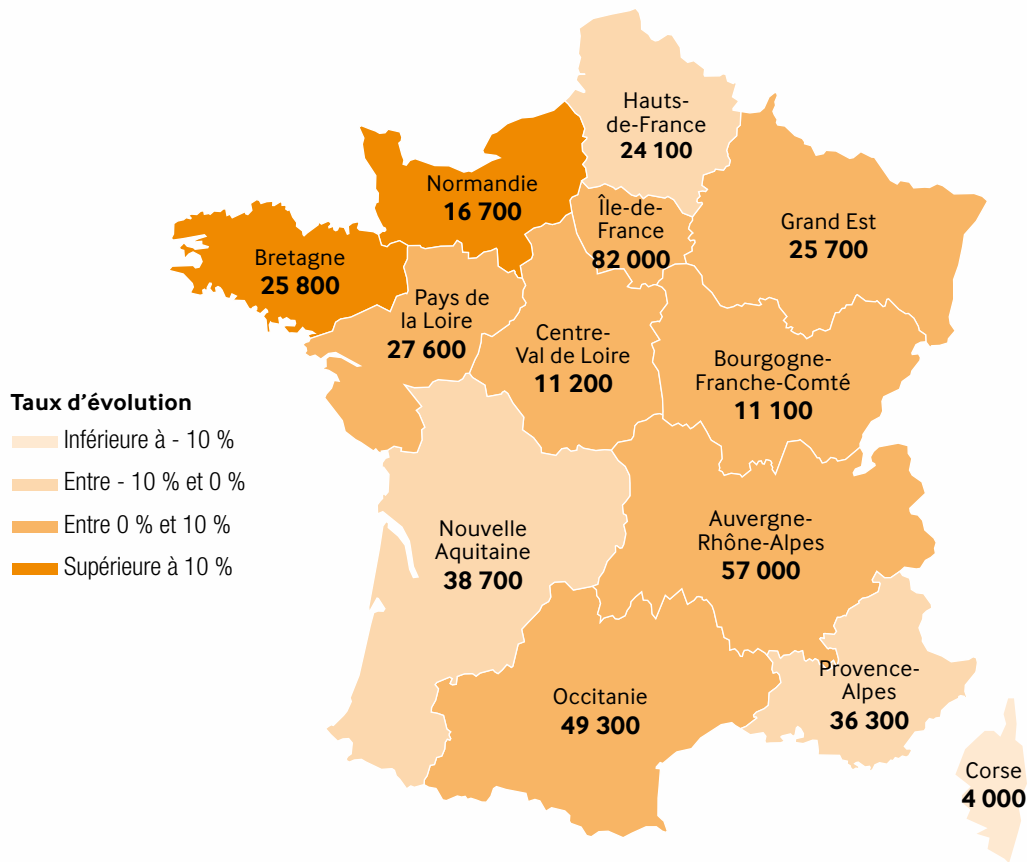 Hauts-
de-France
24 100
Normandie
16 700
Île-de-
France
82 000
Grand Est
25 700
Bretagne
25 800
Pays de
la Loire
27 600
Centre-
Val de Loire
11 200
Bourgogne-
Franche-Comté
11 100
Taux d’évolution
Inférieure à - 10 %
Entre - 10 % et 0 %
Entre 0 % et 10 %
Supérieure à 10 %
Nouvelle
Aquitaine
38 700
Auvergne-
Rhône-Alpes
57 000
Occitanie
49 300
Provence-
Alpes
36 300
Corse
4 000